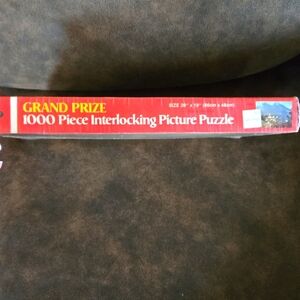 GRAND PRIZE
1000 Piece Interlocking Picture Puzzle
SIZE 26" x 19" (66cm x 48cm)